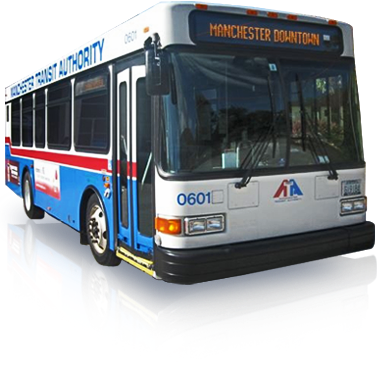 MANCHESTER DOWNTOWN
0601
MANCHESTER TRANSIT AUTHORITY
0601